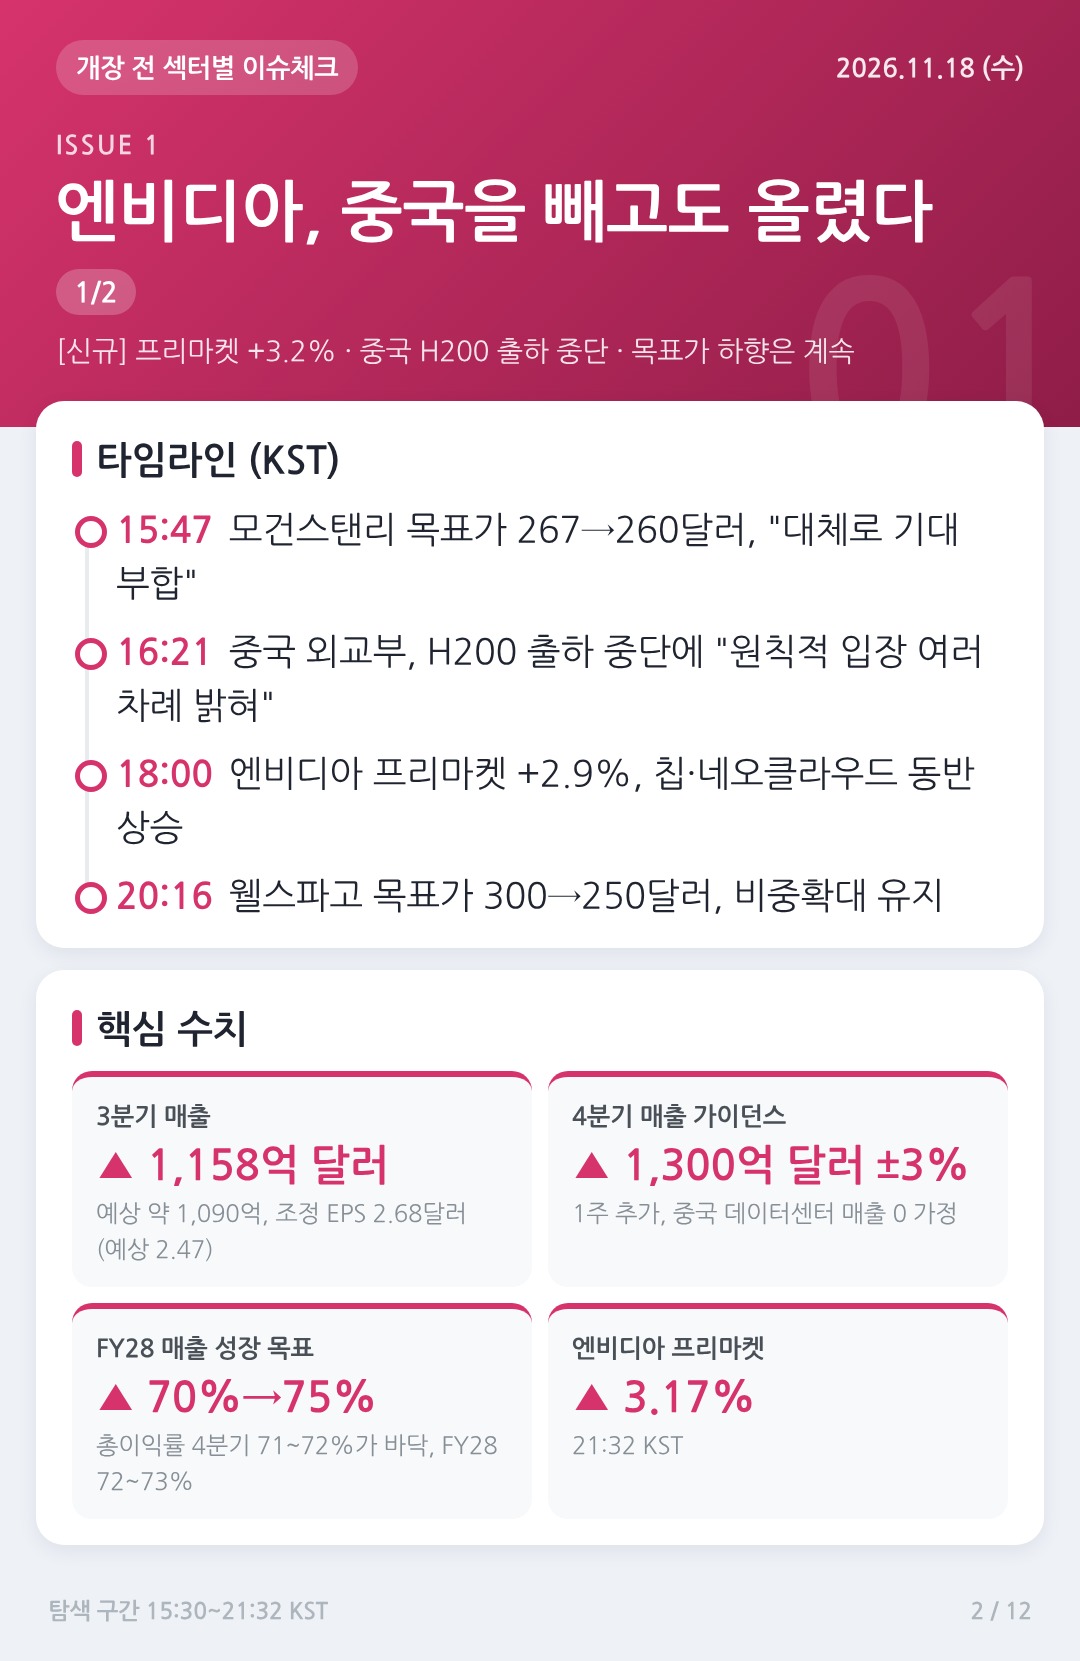 개장 전 섹터별 이슈체크
2026.11.18 (수)
ISSUE 1
엔비디아, 중국을 빼고도 올렸다
1/2
01
[신규] 프리마켓 +3.2% · 중국 H200 출하 중단 · 목표가 하향은 계속
타임라인 (KST)
15:47 모건스탠리 목표가 267→260달러, "대체로 기대
부합"
16:21 중국 외교부, H200 출하 중단에 "원칙적 입장 여러
차례 밝혀"
18:00 엔비디아 프리마켓 +2.9%, 칩·네오클라우드 동반
상승
20:16 웰스파고 목표가 300→250달러, 비중확대 유지
핵심 수치
3분기 매출
▲ 1,158억 달러
예상 약 1,090억, 조정 EPS 2.68달러
(예상 2.47)
4분기 매출 가이던스
▲ 1,300억 달러 ±3%
1주 추가, 중국 데이터센터 매출 0 가정
FY28 매출 성장 목표
▲ 70%→75%
총이익률 4분기 71~72%가 바닥, FY28
72~73%
엔비디아 프리마켓
▲ 3.17%
21:32 KST
탐색 구간 15:30~21:32 KST
2 / 12